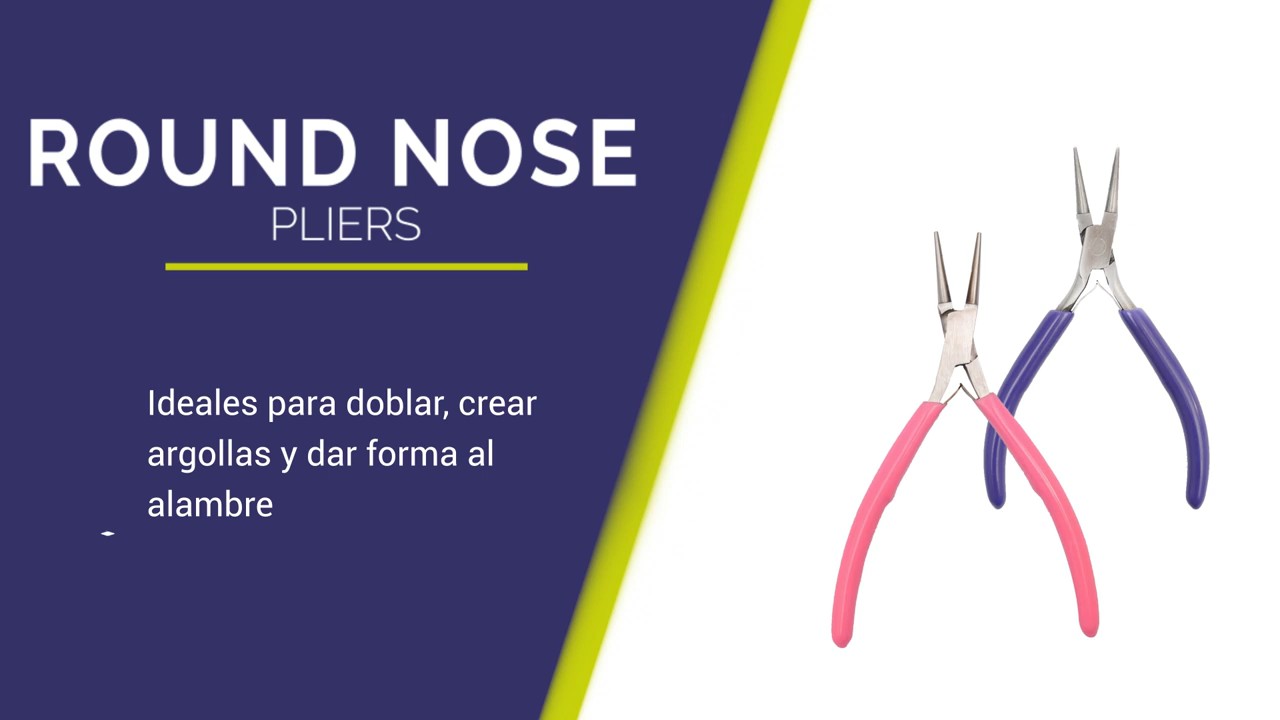 ROUND NOSE
PLIERS
Ideales para doblar, crear
argollas y dar forma al
alambre